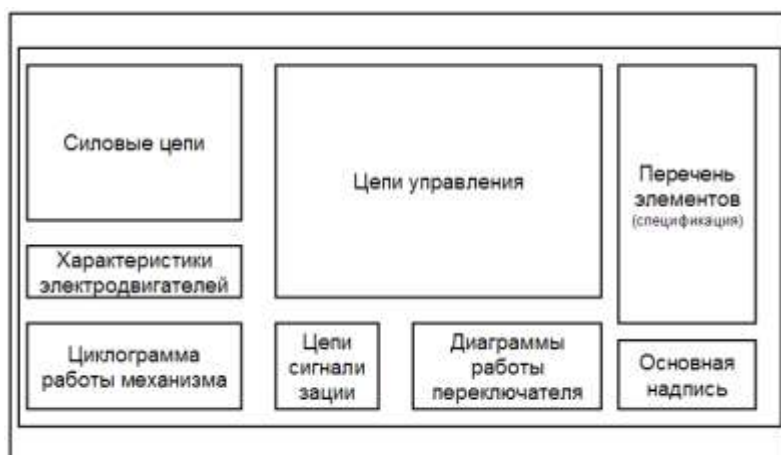 Силовые цепи
Цепи управления
Перечень
элементов
(спецификация)
Характеристики
электродвигателей
Циклограмма
работы механизма
Цепи
сигнали
зации
Диаграммы
работы
переключателя
Основная
надпись